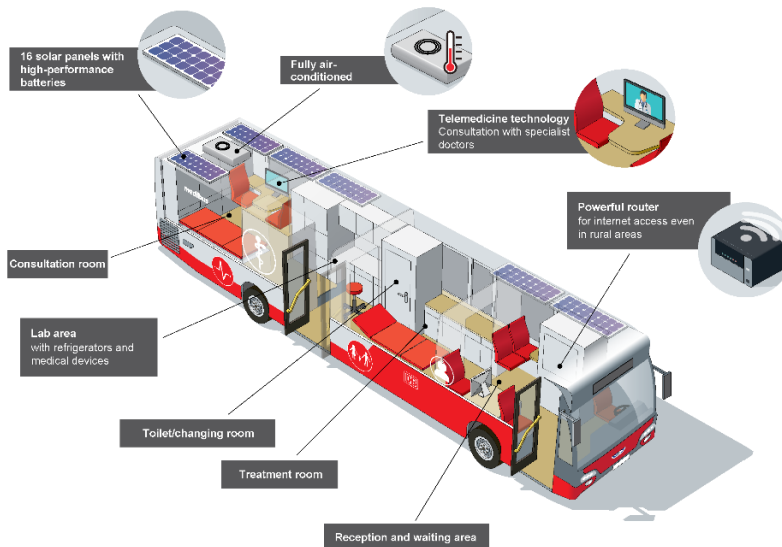 16 solar panels with
high-performance
batteries
Fully air-
conditioned
Telemedicine technology
Consultation with specialist
doctors
Powerful router
for internet access even
in rural areas
Consultation room
Lab area
with refrigerators and
medical devices
Toilet/changing room
Treatment room
Reception and waiting area